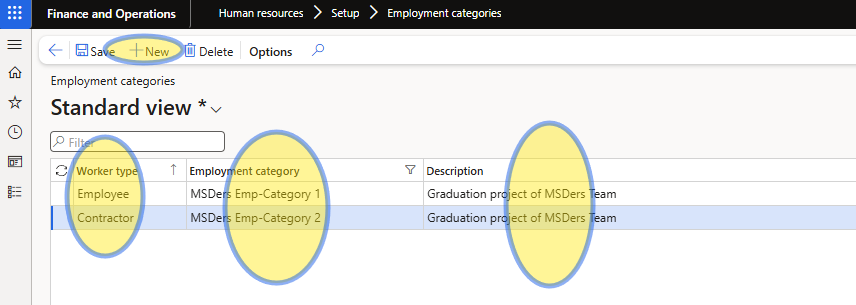 Finance and Operations Human resources > Setup > Employment categories
Save + New Delete Options
Employment categories
Standard view *
Filter
Worker type ↑ Employment category Description
Employee MSDers Emp-Category 1 Graduation project of MSDers Team
Contractor MSDers Emp-Category 2 Graduation project of MSDers Team